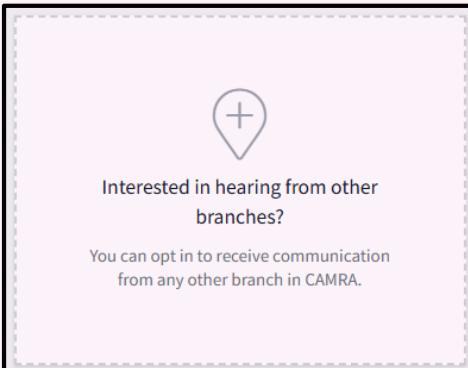 Interested in hearing from other
branches?
You can opt in to receive communication
from any other branch in CAMRA.